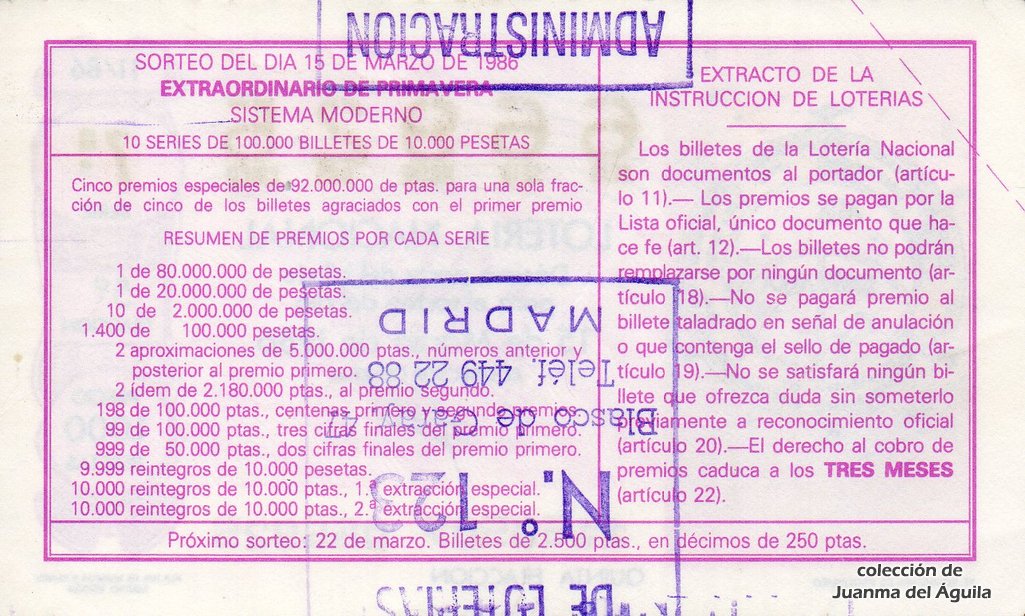 SORTEO DEL DIA 15 DE MARZO DE 1986
EXTRAORDINARIO DE PRIMAVERA
SISTEMA MODERNO
10 SERIES DE 100.000 BILLETES DE 10.000 PESETAS
Cinco premios especiales de 92.000.000 de ptas. para una sola frac-
ción de cinco de los billetes agraciados con el primer premio
RESUMEN DE PREMIOS POR CADA SERIE
1 de 80.000.000 de pesetas.
1 de 20.000.000 de pesetas.
10 de 2.000.000 de pesetas.
1.400 de 100.000 pesetas.
2 aproximaciones de 5.000.000 ptas., números anterior y
posterior al premio primero.
2 ídem de 2.180.000 ptas., al premio segundo.
198 de 100.000 ptas., centenas primero y segundo premios.
99 de 100.000 ptas., tres cifras finales del premio primero.
999 de 50.000 ptas., dos cifras finales del premio primero.
9.999 reintegros de 10.000 pesetas.
10.000 reintegros de 10.000 ptas., 1.ª extracción especial.
10.000 reintegros de 10.000 ptas., 2.ª extracción especial.
EXTRACTO DE LA
INSTRUCCION DE LOTERIAS
Los billetes de la Lotería Nacional
son documentos al portador (artícu-
lo 11).— Los premios se pagan por la
Lista oficial, único documento que ha-
ce fe (art. 12).—Los billetes no podrán
remplazarse por ningún documento (ar-
tículo 18).—No se pagará premio al
billete taladrado en señal de anulación
o que contenga el sello de pagado (ar-
tículo 19).—No se satisfará ningún bi-
llete que ofrezca duda sin someterlo
previamente a reconocimiento oficial
(artículo 20).—El derecho al cobro de
premios caduca a los TRES MESES
(artículo 22).
Próximo sorteo: 22 de marzo. Billetes de 2.500 ptas., en décimos de 250 ptas.
ADMINISTRACION
DE LOTERIAS
N.º 123
Blasco de Garay, 47
Teléf. 449 22 88
MADRID
colección de
Juanma del Águila